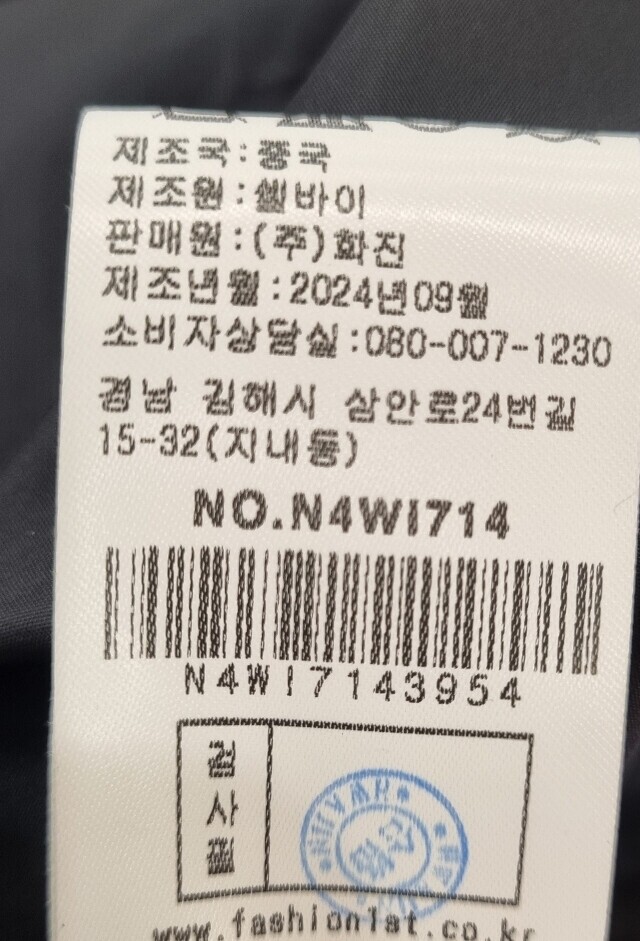 제조국:중국
제조원:웰바이
판매원:(주)화진
제조년월:2024년09월
소비자상담실:080-007-1230
경남 김해시 삼안로24번길
15-32(지내동)
NO.N4WI714
N4WI7143954
검사필
www.fashion1st.co.kr